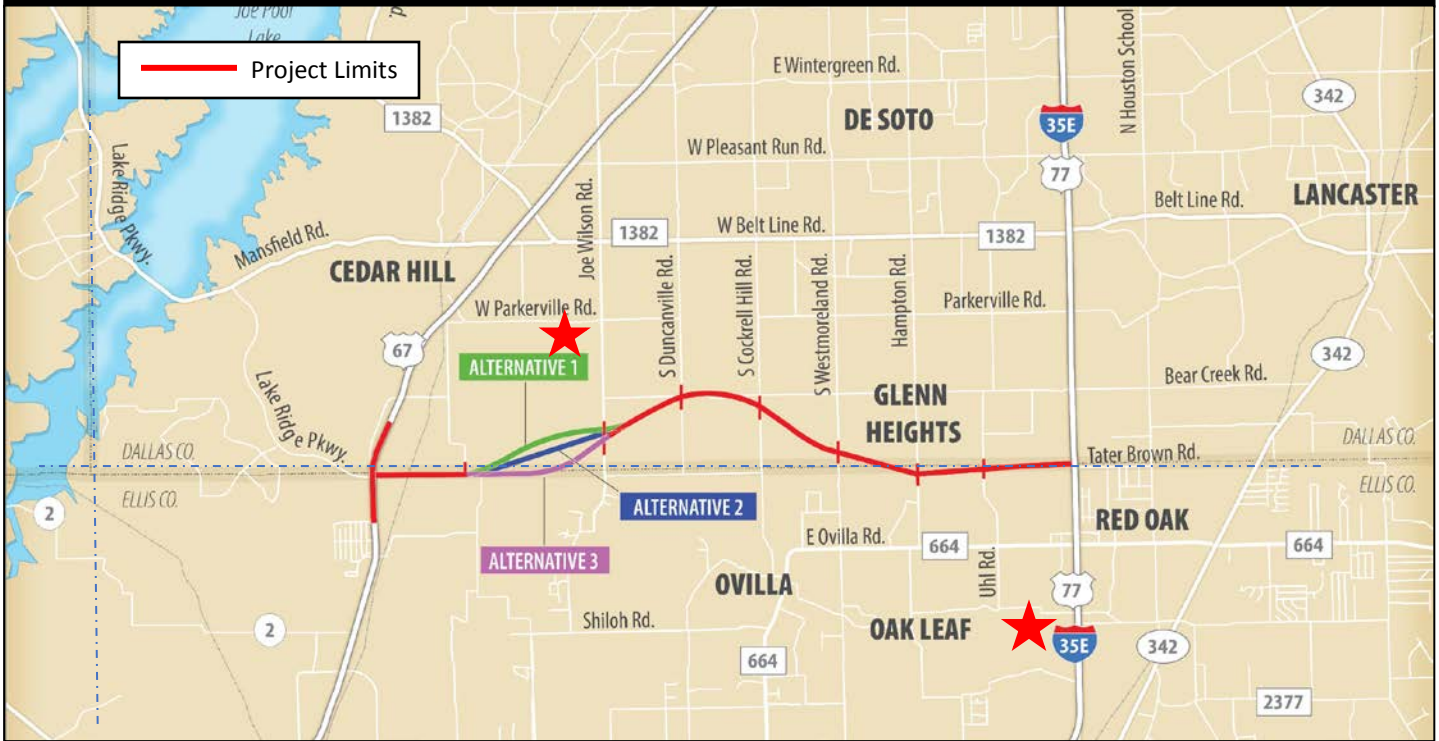 Joe Pool
Lake
Rd.
Project Limits
E Wintergreen Rd.
N Houston School
342
1382
DE SOTO
35E
W Pleasant Run Rd.
77
Lake Ridge Pkwy.
Joe Wilson Rd.
LANCASTER
Belt Line Rd.
1382
W Belt Line Rd.
1382
Mansfield Rd.
CEDAR HILL
S Duncanville Rd.
S Cockrell Hill Rd.
S Westmoreland Rd.
Hampton Rd.
W Parkerville Rd.
Parkerville Rd.
67
342
ALTERNATIVE 1
Bear Creek Rd.
Lake Ridge Pkwy.
GLENN
HEIGHTS
DALLAS CO.
DALLAS CO.
Tater Brown Rd.
ELLIS CO.
ELLIS CO.
2
ALTERNATIVE 2
RED OAK
E Ovilla Rd.
664
664
ALTERNATIVE 3
Uhl Rd.
OVILLA
77
2
Shiloh Rd.
OAK LEAF
35E
342
664
2377